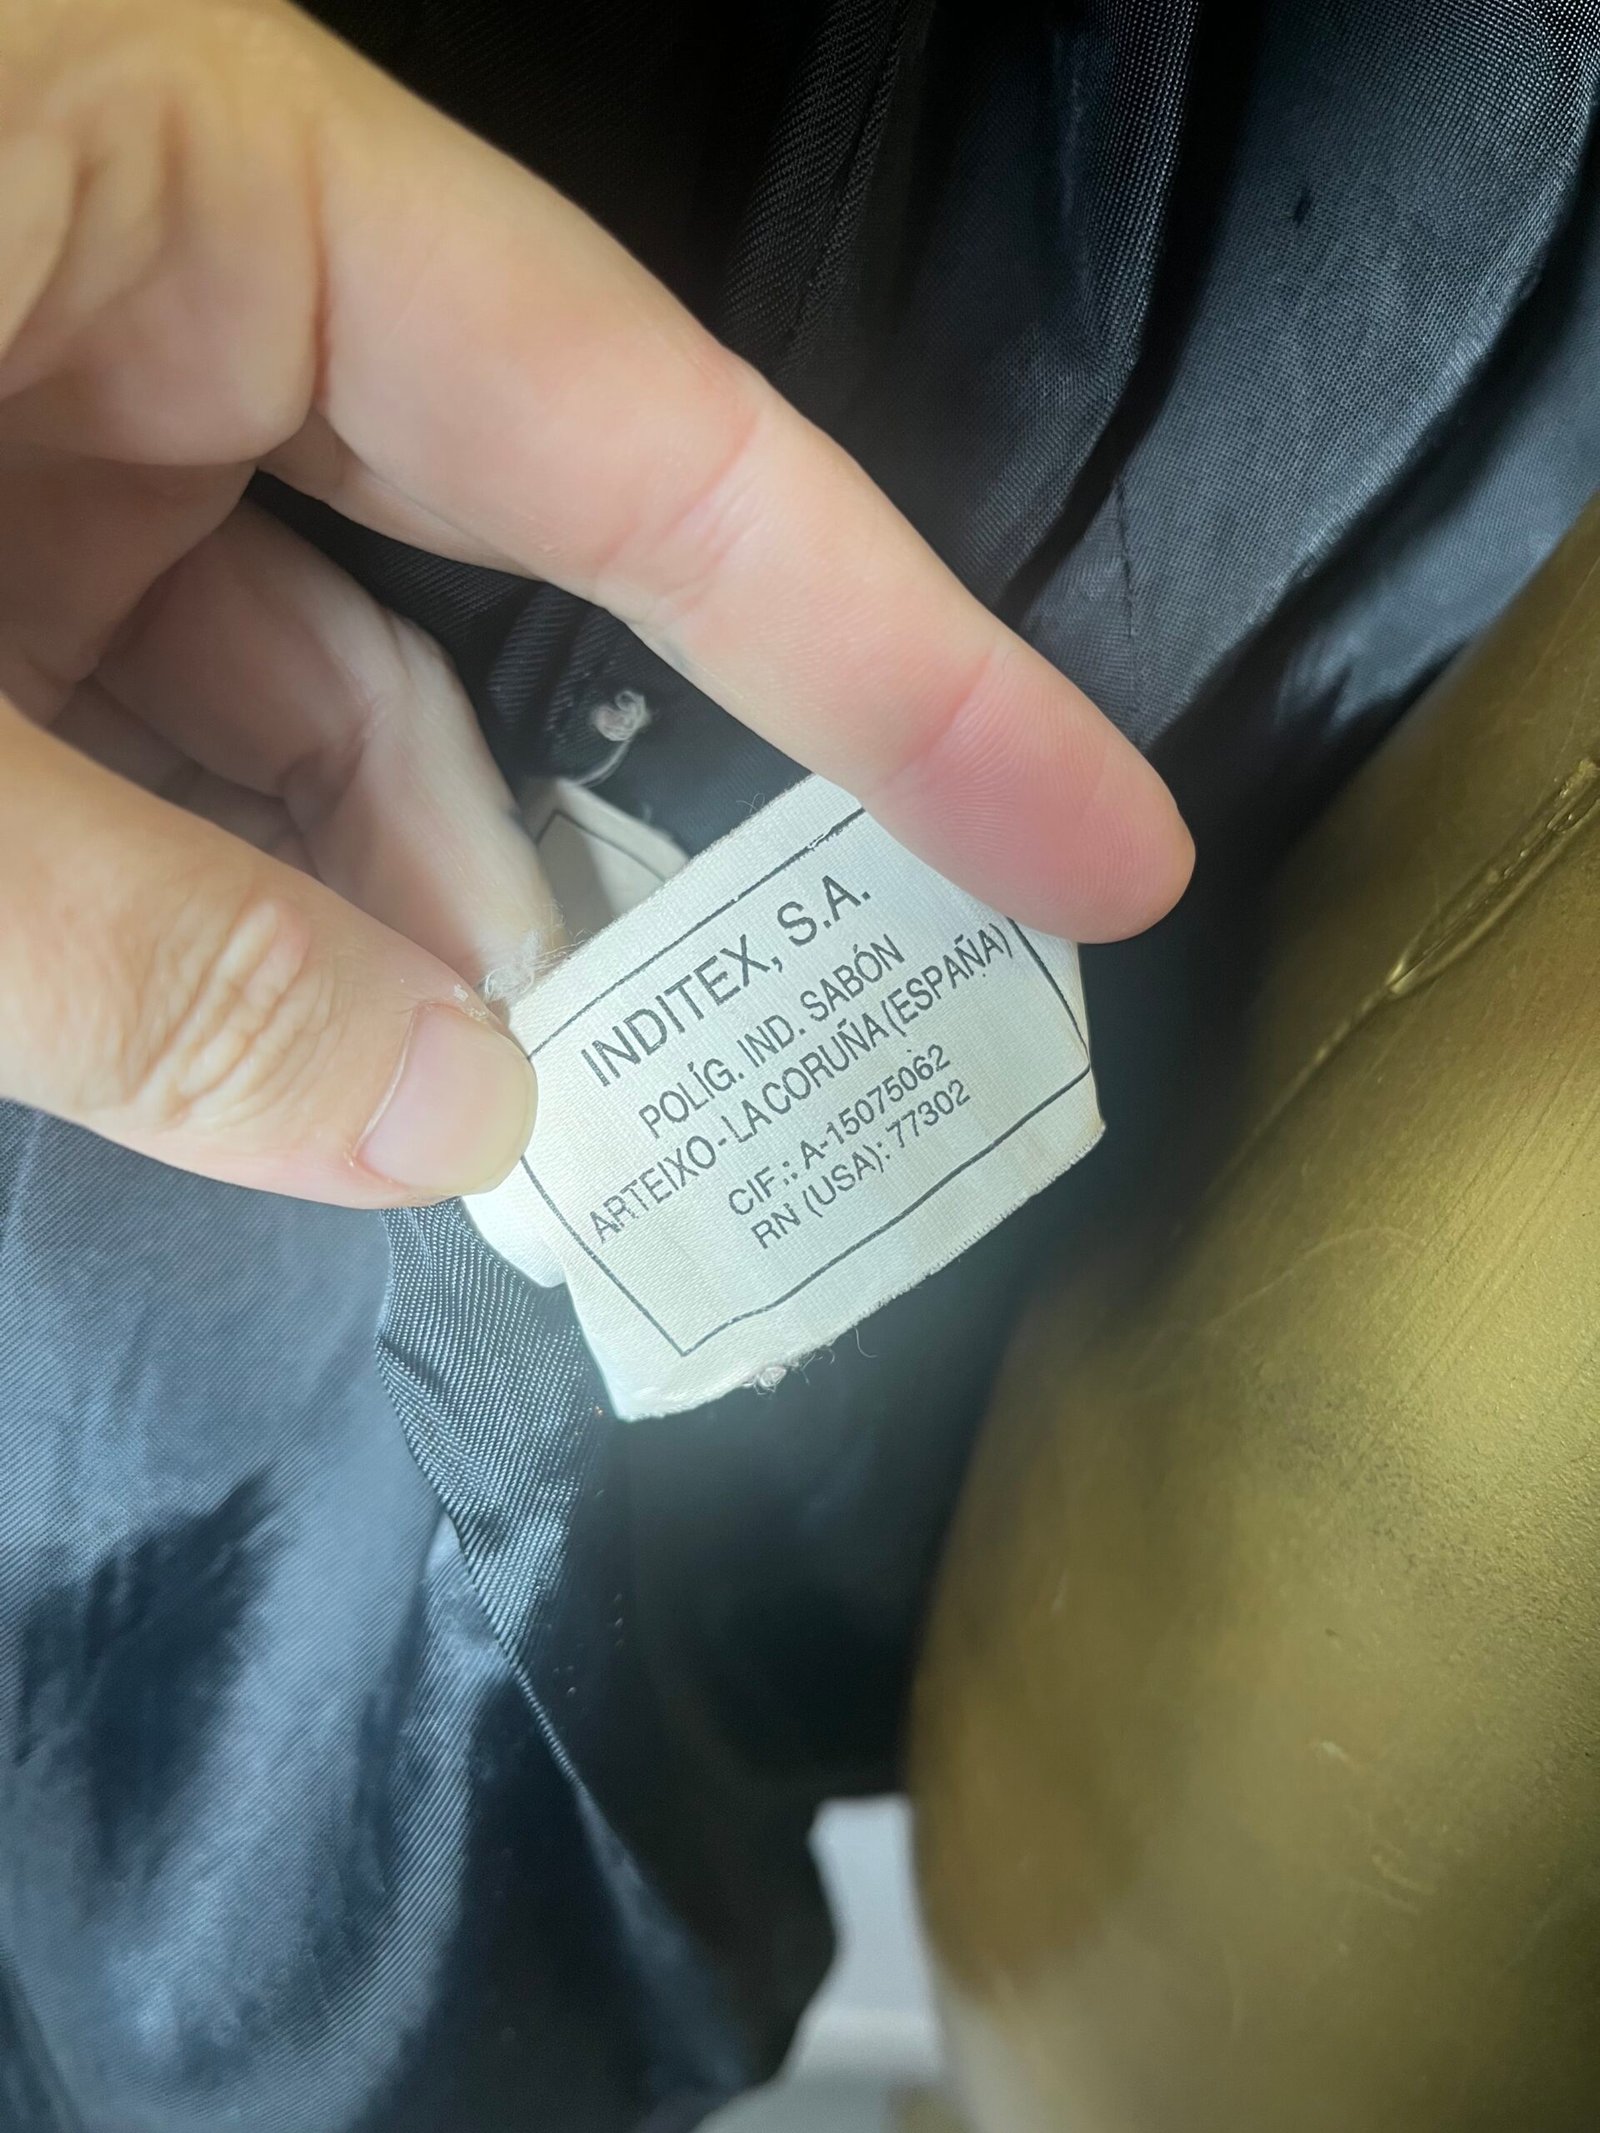 INDITEX, S.A.
POLÍG. IND. SABÓN
ARTEIXO - LA CORUÑA (ESPAÑA)
CIF.: A-15075062
RN (USA): 77302